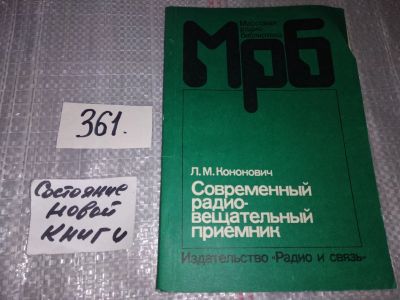 Массовая
радио
библиотека
Мрб
361.
Л.М. Кононович
Современный
радио-
вещательный
приемник
Состояние
новой
книги
Издательство «Радио и связь»